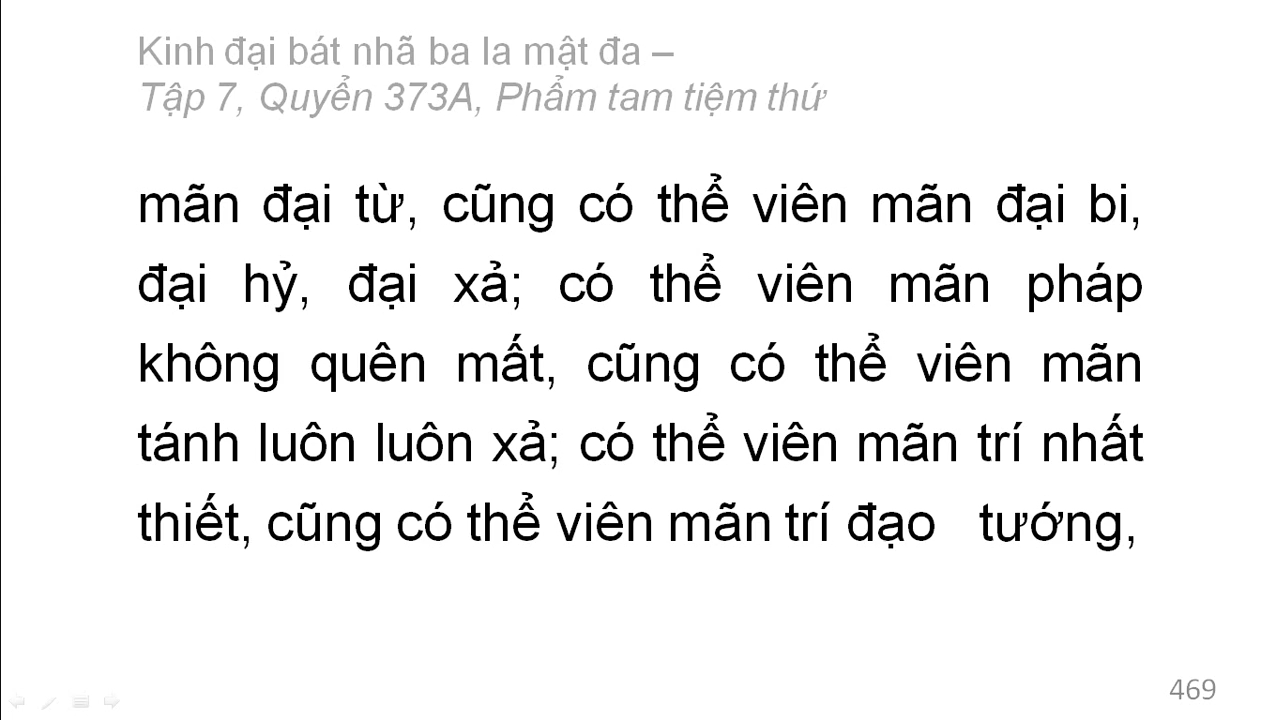 Kinh đại bát nhã ba la mật đa –
Tập 7, Quyển 373A, Phẩm tam tiệm thứ
mãn đại từ, cũng có thể viên mãn đại bi,
đại hỷ, đại xả; có thể viên mãn pháp
không quên mất, cũng có thể viên mãn
tánh luôn luôn xả; có thể viên mãn trí nhất
thiết, cũng có thể viên mãn trí đạo tướng,
469